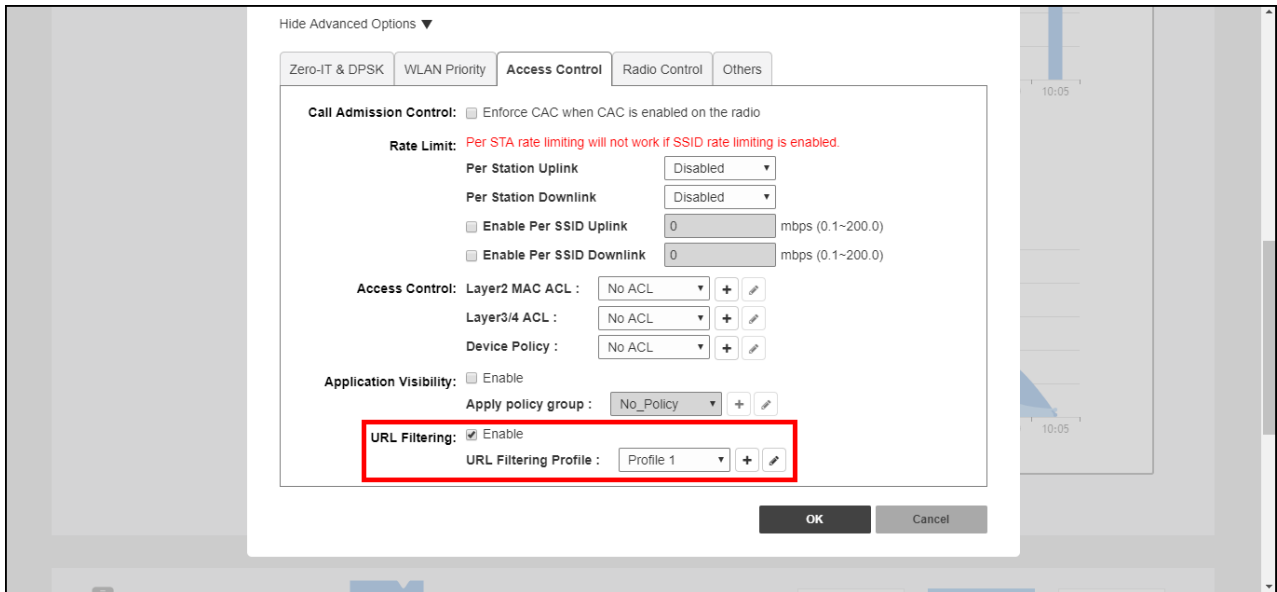 Hide Advanced Options ▼
Zero-IT & DPSK WLAN Priority Access Control Radio Control Others
10:05
Call Admission Control: Enforce CAC when CAC is enabled on the radio
Rate Limit: Per STA rate limiting will not work if SSID rate limiting is enabled.
Per Station Uplink Disabled
Per Station Downlink Disabled
Enable Per SSID Uplink 0 mbps (0.1~200.0)
Enable Per SSID Downlink 0 mbps (0.1~200.0)
Access Control: Layer2 MAC ACL : No ACL
Layer3/4 ACL : No ACL
Device Policy : No ACL
Application Visibility: Enable
Apply policy group : No_Policy
10:05
URL Filtering: Enable
URL Filtering Profile : Profile 1
OK Cancel